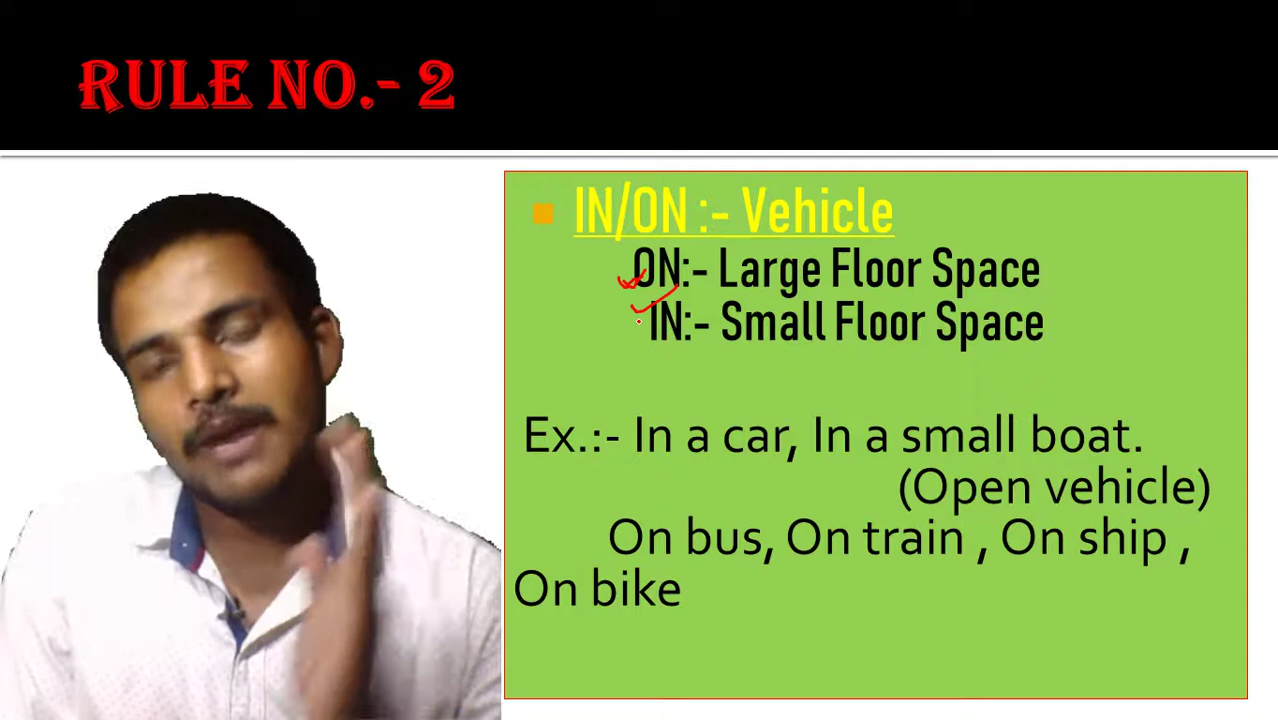 RULE NO.- 2
IN/ON :- Vehicle
ON:- Large Floor Space
IN:- Small Floor Space
Ex.:- In a car, In a small boat.
(Open vehicle)
On bus, On train , On ship ,
On bike